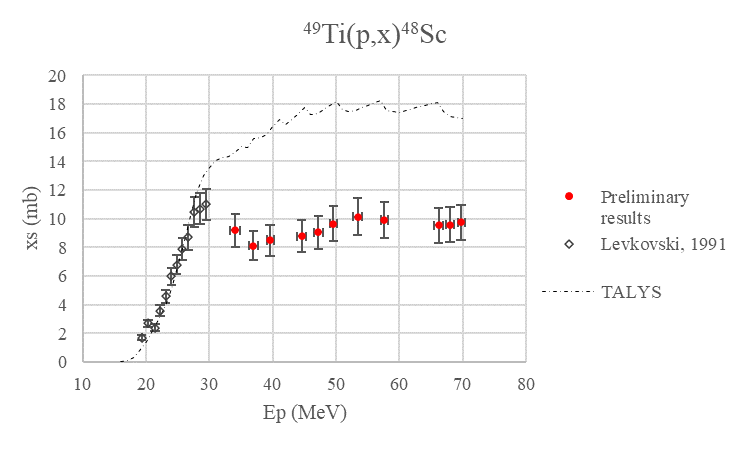 ⁴⁹Ti(p,x)⁴⁸Sc
20
18
16
14
12
10
8
6
4
2
0
xs (mb)
10 20 30 40 50 60 70 80
Ep (MeV)
Preliminary
results
Levkovski, 1991
TALYS